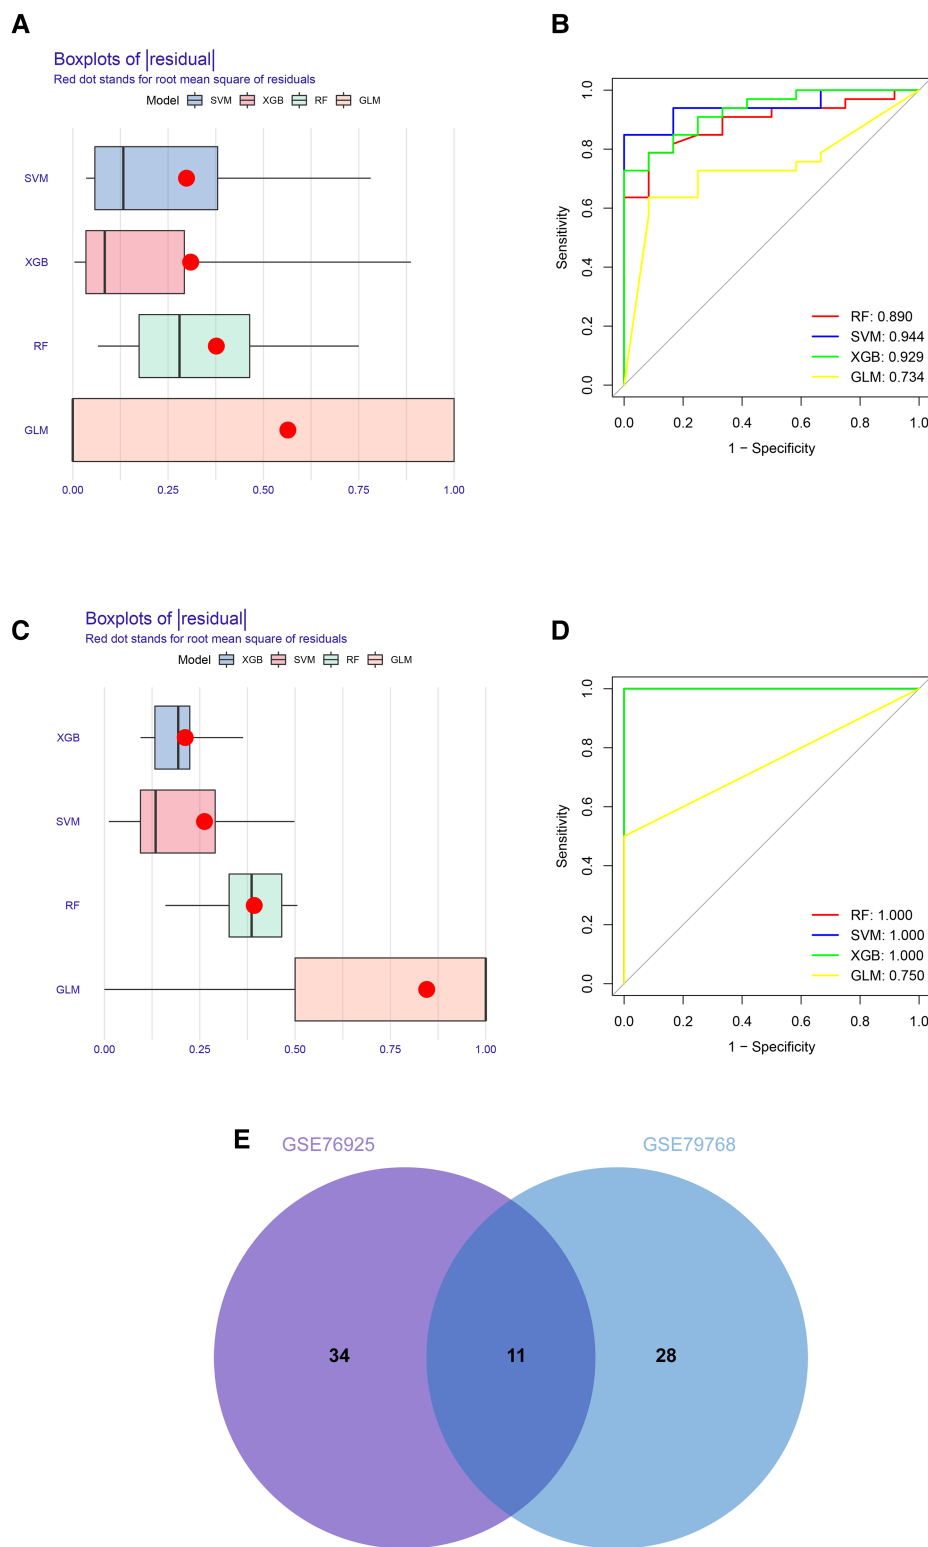 A
Boxplots of |residual|
Red dot stands for root mean square of residuals
Model SVM XGB RF GLM
SVM
XGB
RF
GLM
0.00 0.25 0.50 0.75 1.00
B
1.0
0.8
0.6
0.4
0.2
0.0
Sensitivity
RF: 0.890
SVM: 0.944
XGB: 0.929
GLM: 0.734
0.0 0.2 0.4 0.6 0.8 1.0
1 − Specificity
C
Boxplots of |residual|
Red dot stands for root mean square of residuals
Model XGB SVM RF GLM
XGB
SVM
RF
GLM
0.00 0.25 0.50 0.75 1.00
D
1.0
0.8
0.6
0.4
0.2
0.0
Sensitivity
RF: 1.000
SVM: 1.000
XGB: 1.000
GLM: 0.750
0.0 0.2 0.4 0.6 0.8 1.0
1 − Specificity
E
GSE76925 GSE79768
34 11 28